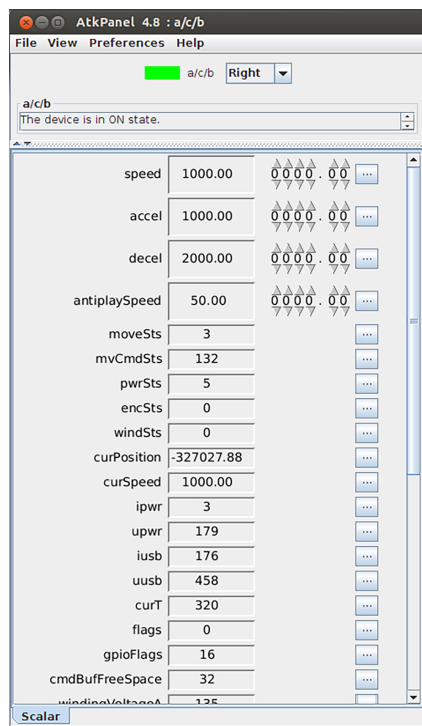 AtkPanel 4.8 : a/c/b
File View Preferences Help
a/c/b Right
a/c/b
The device is in ON state.
speed 1000.00 0000.00 ...
accel 1000.00 0000.00 ...
decel 2000.00 0000.00 ...
antiplaySpeed 50.00 0000.00 ...
moveSts 3 ...
mvCmdSts 132 ...
pwrSts 5 ...
encSts 0 ...
windSts 0 ...
curPosition -327027.88 ...
curSpeed 1000.00 ...
ipwr 3 ...
upwr 179 ...
iusb 176 ...
uusb 458 ...
curT 320 ...
flags 0 ...
gpioFlags 16 ...
cmdBufFreeSpace 32 ...
windingVoltageA 135
Scalar